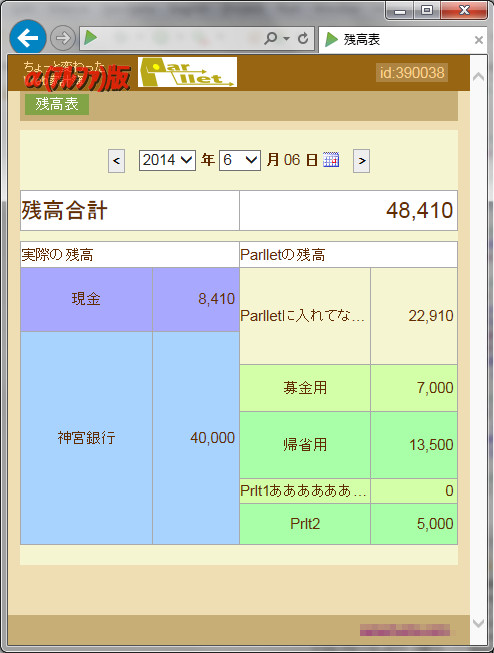 残高表
ちょっと変わった
α(アルファ)版
Parllet
id:390038
残高表
< 2014 年 6 月 06 日 >
残高合計 48,410
実際の残高 Parlletの残高
現金 8,410
Parlletに入れてな… 22,910
募金用 7,000
神宮銀行 40,000
帰省用 13,500
Prlt1ああああああ… 0
Prlt2 5,000